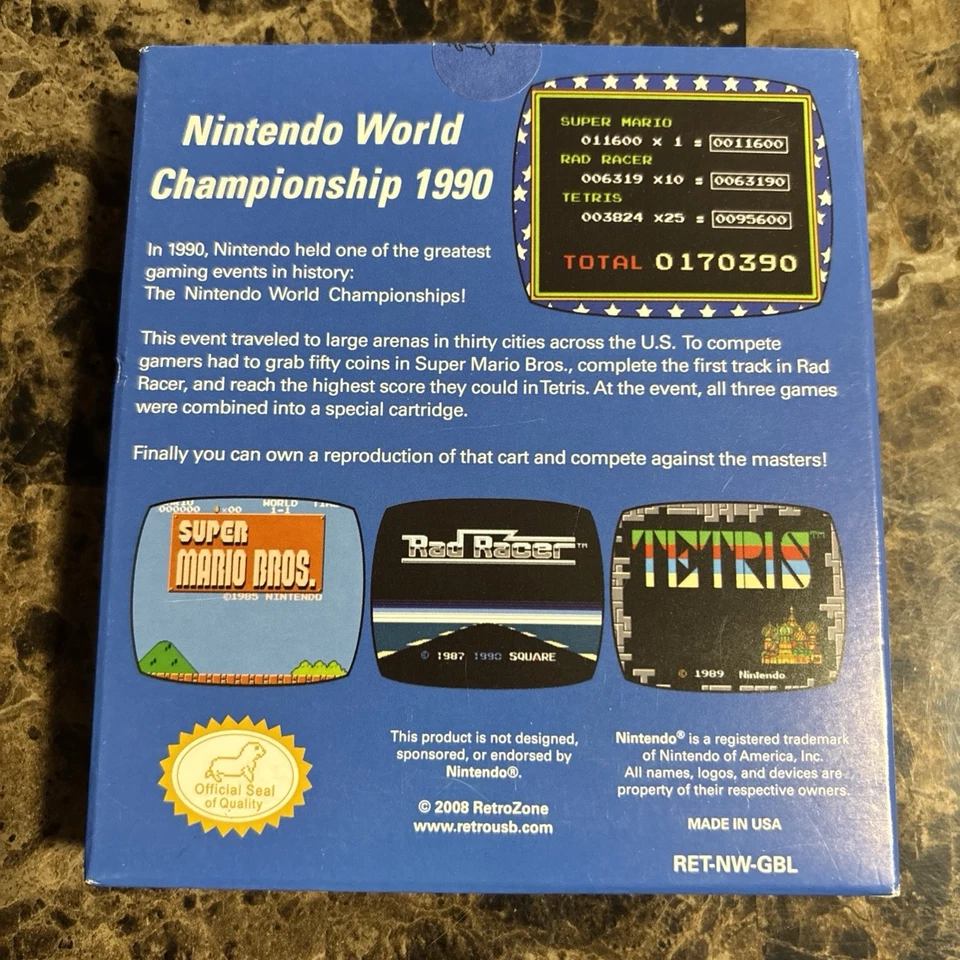 Nintendo World
Championship 1990
In 1990, Nintendo held one of the greatest
gaming events in history:
The Nintendo World Championships!
SUPER MARIO
011600 x 1 = 0011600
RAD RACER
006319 x10 = 0063190
TETRIS
003824 x25 = 0095600
TOTAL 0170390
This event traveled to large arenas in thirty cities across the U.S. To compete
gamers had to grab fifty coins in Super Mario Bros., complete the first track in Rad
Racer, and reach the highest score they could in Tetris. At the event, all three games
were combined into a special cartridge.
Finally you can own a reproduction of that cart and compete against the masters!
WORLD
000000 x00 1-1
SUPER
MARIO BROS.
©1985 NINTENDO
Rad Racer™
© 1987 1990 SQUARE
TETRIS™
© 1989 Nintendo
Official Seal
of Quality
This product is not designed,
sponsored, or endorsed by
Nintendo®.
© 2008 RetroZone
www.retrousb.com
Nintendo® is a registered trademark
of Nintendo of America, Inc.
All names, logos, and devices are
property of their respective owners.
MADE IN USA
RET-NW-GBL